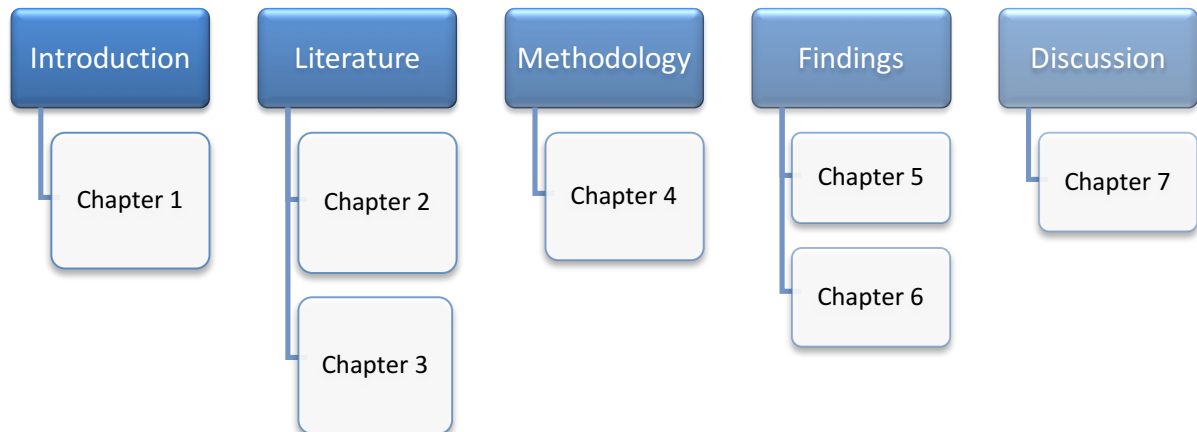 Introduction
Literature
Methodology
Findings
Discussion
Chapter 1
Chapter 2
Chapter 4
Chapter 5
Chapter 7
Chapter 6
Chapter 3